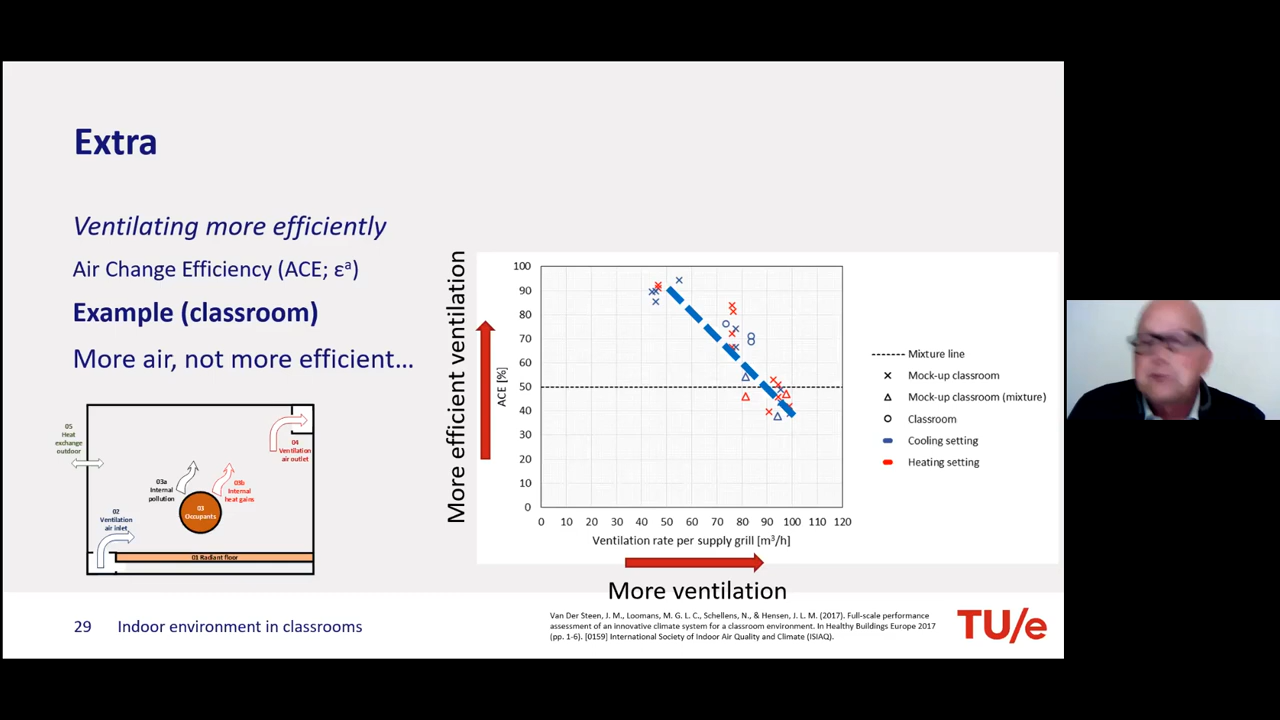 Extra
Ventilating more efficiently
Air Change Efficiency (ACE; εᵃ)
Example (classroom)
More air, not more efficient...
05
Heat
exchange
outdoor
04
Ventilation
air outlet
03a
Internal
pollution
03b
Internal
heat gains
03
Occupants
02
Ventilation
air inlet
01 Radiant floor
More efficient ventilation
ACE [%]
100
90
80
70
60
50
40
30
20
10
0
0 10 20 30 40 50 60 70 80 90 100 110 120
Ventilation rate per supply grill [m³/h]
More ventilation
Mixture line
Mock-up classroom
Mock-up classroom (mixture)
Classroom
Cooling setting
Heating setting
29 Indoor environment in classrooms
Van Der Steen, J. M., Loomans, M. G. L. C., Schellens, N., & Hensen, J. L. M. (2017). Full-scale performance
assessment of an innovative climate system for a classroom environment. In Healthy Buildings Europe 2017
(pp. 1-6). [0159] International Society of Indoor Air Quality and Climate (ISIAQ).
TU/e